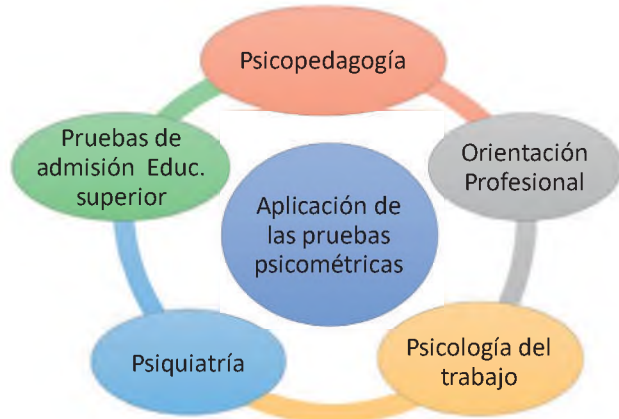 Psicopedagogía
Pruebas de
admisión Educ.
superior
Orientación
Profesional
Aplicación de
las pruebas
psicométricas
Psiquiatría
Psicología del
trabajo